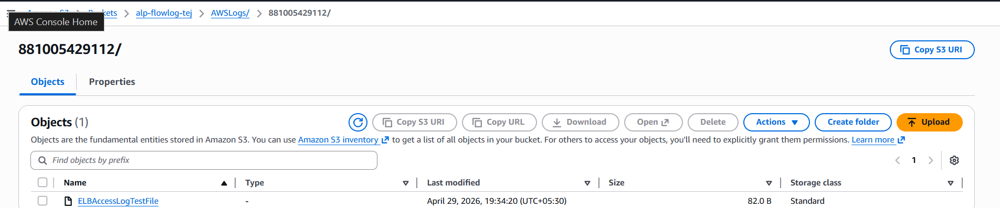 kets alp-flowlog-tej AWSLogs/ 881005429112/
AWS Console Home
881005429112/
Copy S3 URI
Objects Properties
Objects (1) Copy S3 URI Copy URL Download Open Delete Actions Create folder Upload
Objects are the fundamental entities stored in Amazon S3. You can use Amazon S3 inventory to get a list of all objects in your bucket. For others to access your objects, you'll need to explicitly grant them permissions. Learn more
Find objects by prefix 1
Name Type Last modified Size Storage class
ELBAccessLogTestFile - April 29, 2026, 19:34:20 (UTC+05:30) 82.0 B Standard